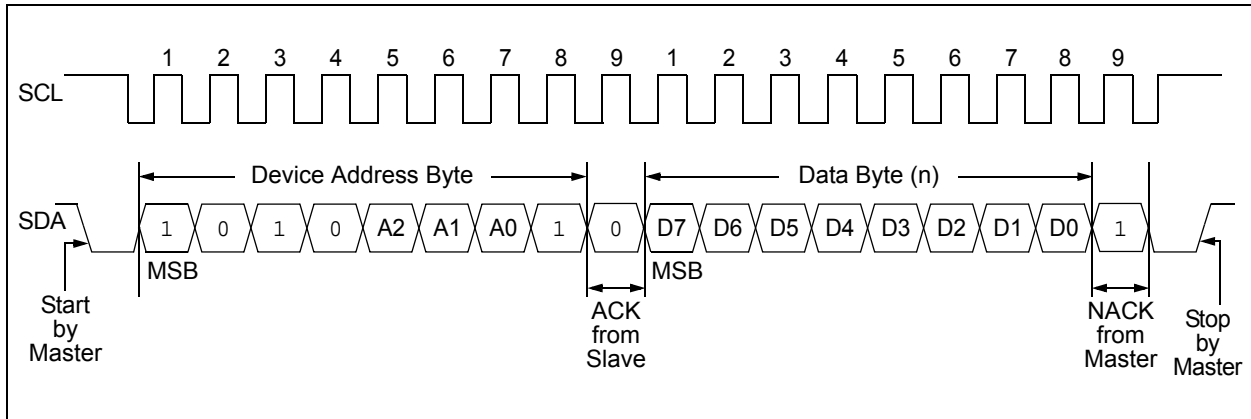 1 2 3 4 5 6 7 8 9 1 2 3 4 5 6 7 8 9
SCL
Device Address Byte Data Byte (n)
SDA 1 0 1 0 A2 A1 A0 1 0 D7 D6 D5 D4 D3 D2 D1 D0 1
MSB MSB
Start by Master
ACK from Slave
NACK from Master
Stop by Master